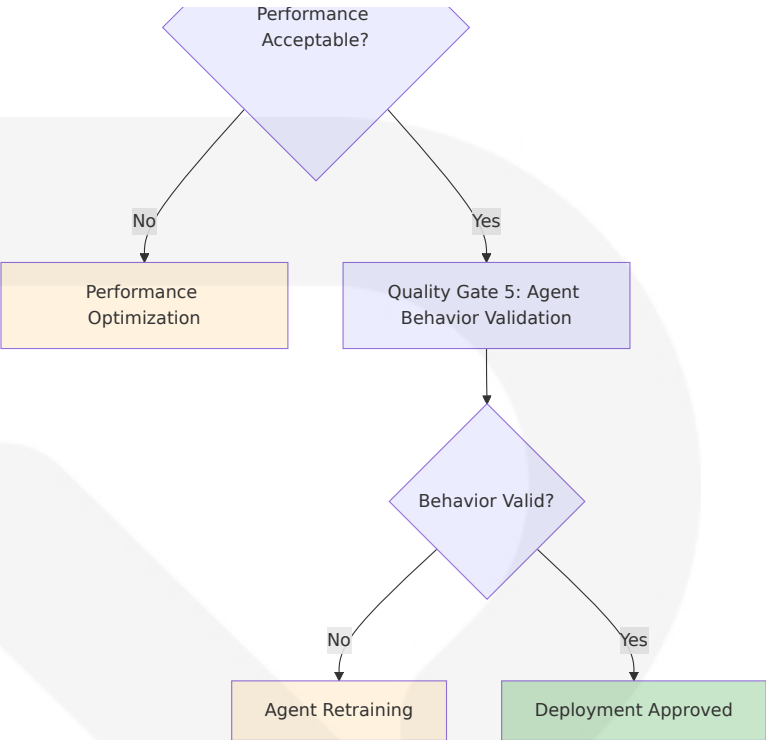 Performance
Acceptable?
No
Yes
Performance
Optimization
Quality Gate 5: Agent
Behavior Validation
Behavior Valid?
No
Yes
Agent Retraining
Deployment Approved